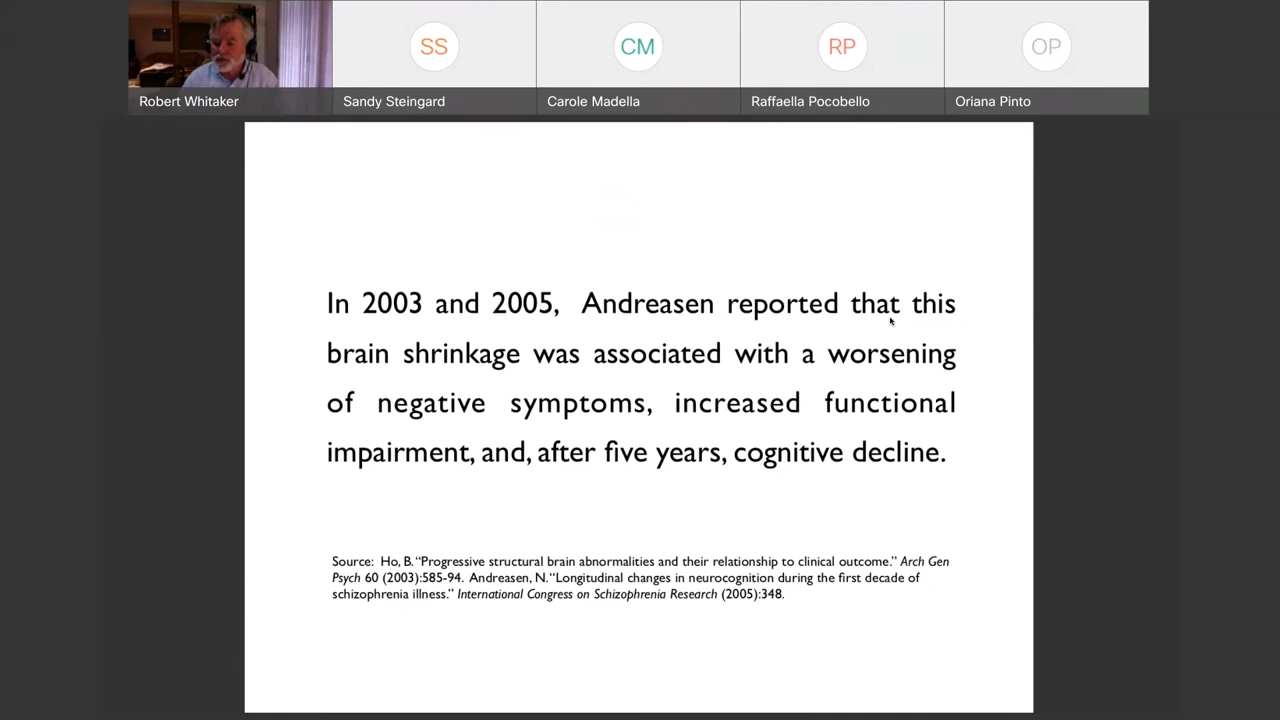 SS
CM
RP
OP
Robert Whitaker
Sandy Steingard
Carole Madella
Raffaella Pocobello
Oriana Pinto
In 2003 and 2005, Andreasen reported that this
brain shrinkage was associated with a worsening
of negative symptoms, increased functional
impairment, and, after five years, cognitive decline.
Source: Ho, B. “Progressive structural brain abnormalities and their relationship to clinical outcome.” Arch Gen
Psych 60 (2003):585-94. Andreasen, N. “Longitudinal changes in neurocognition during the first decade of
schizophrenia illness.” International Congress on Schizophrenia Research (2005):348.